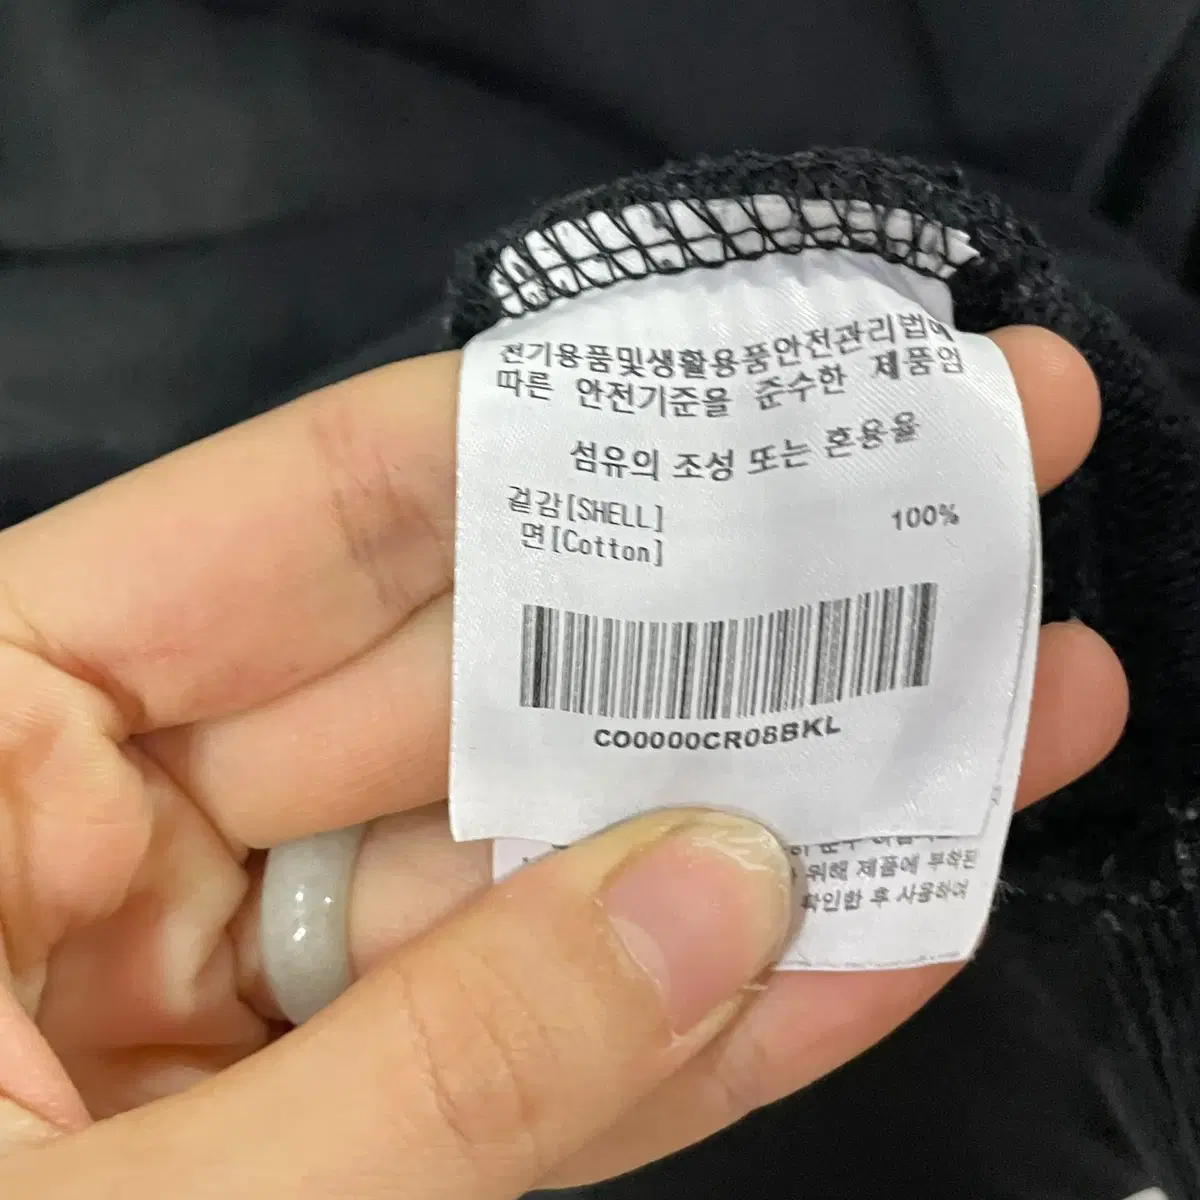 전기용품및생활용품안전관리법에
따른 안전기준을 준수한 제품임
섬유의 조성 또는 혼용율
겉감[SHELL]
면[Cotton] 100%
CO0000CR08BKL
위해 제품에 부착된
확인한 후 사용하여